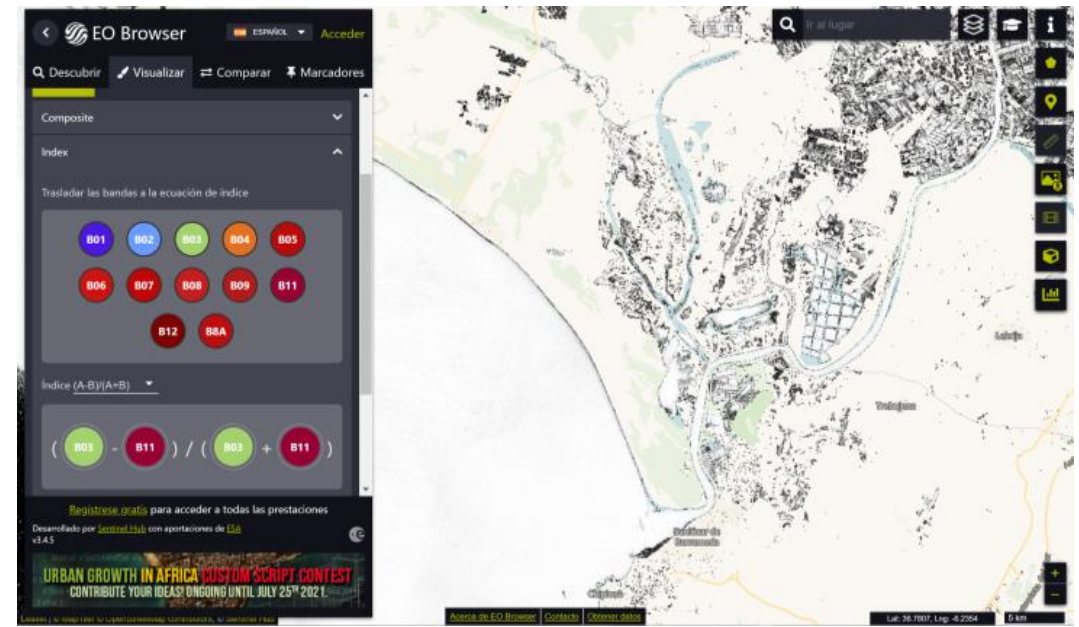 EO Browser
ESPAÑOL
Acceder
Descubrir
Visualizar
Comparar
Marcadores
Ir al lugar
Composite
Index
Trasladar las bandas a la ecuación de índice
B01 B02 B03 B04 B05
B06 B07 B08 B09 B11
B12 B8A
Índice (A-B)/(A+B)
( B03 - B11 ) / ( B03 + B11 )
Regístrese gratis para acceder a todas las prestaciones
Desarrollado por Sentinel Hub con aportaciones de ESA
v3.4.5
URBAN GROWTH IN AFRICA CUSTOM SCRIPT CONTEST
CONTRIBUTE YOUR IDEAS! ONGOING UNTIL JULY 25TH 2021.
Lebrija
Trebujena
Sanlúcar de
Barrameda
Chipiona
Acerca de EO Browser
Contacto
Obtener datos
Lat: 36.7807, Lng: -6.2354
5 km